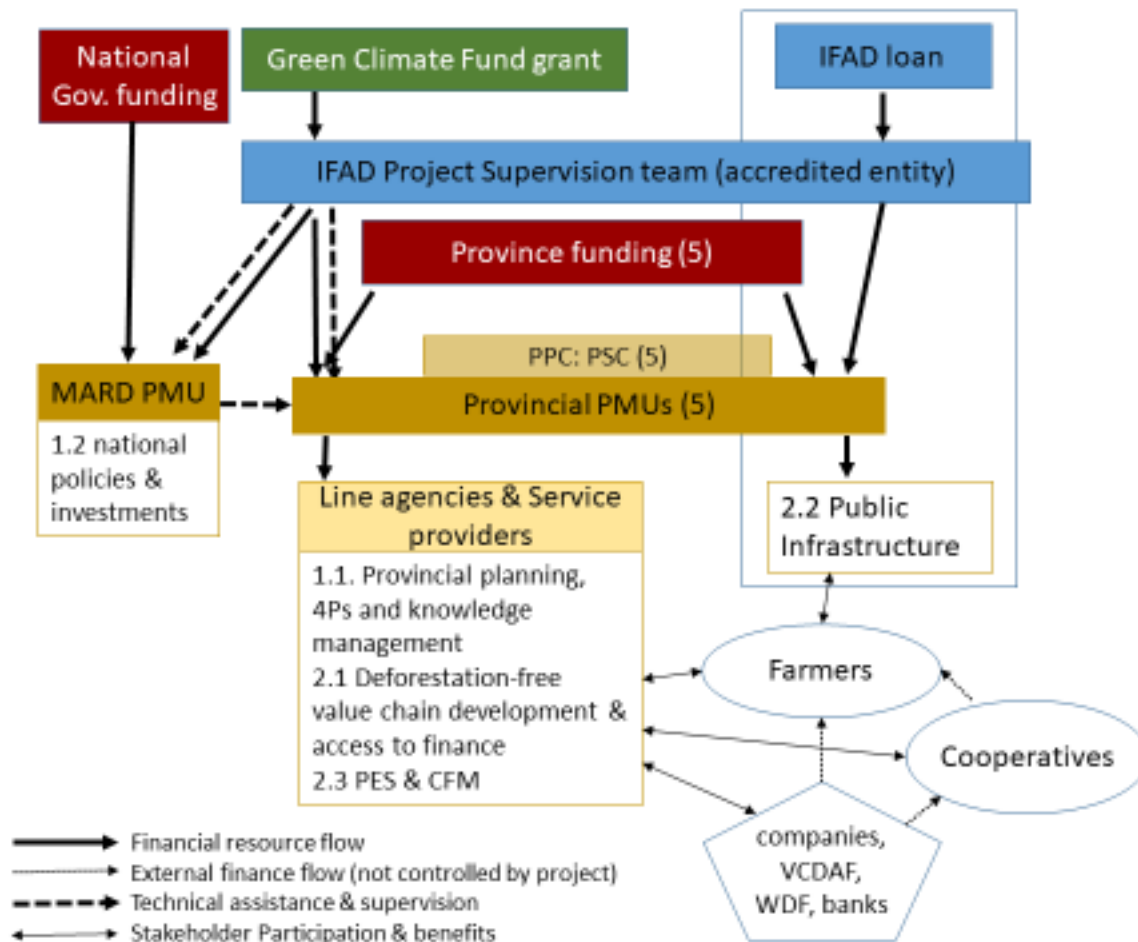 National
Gov. funding
Green Climate Fund grant
IFAD loan
IFAD Project Supervision team (accredited entity)
Province funding (5)
PPC: PSC (5)
MARD PMU
Provincial PMUs (5)
1.2 national
policies &
investments
Line agencies & Service
providers
1.1. Provincial planning,
4Ps and knowledge
management
2.1 Deforestation-free
value chain development &
access to finance
2.3 PES & CFM
2.2 Public
Infrastructure
Farmers
Cooperatives
companies,
VCDAF,
WDF, banks
Financial resource flow
External finance flow (not controlled by project)
Technical assistance & supervision
Stakeholder Participation & benefits